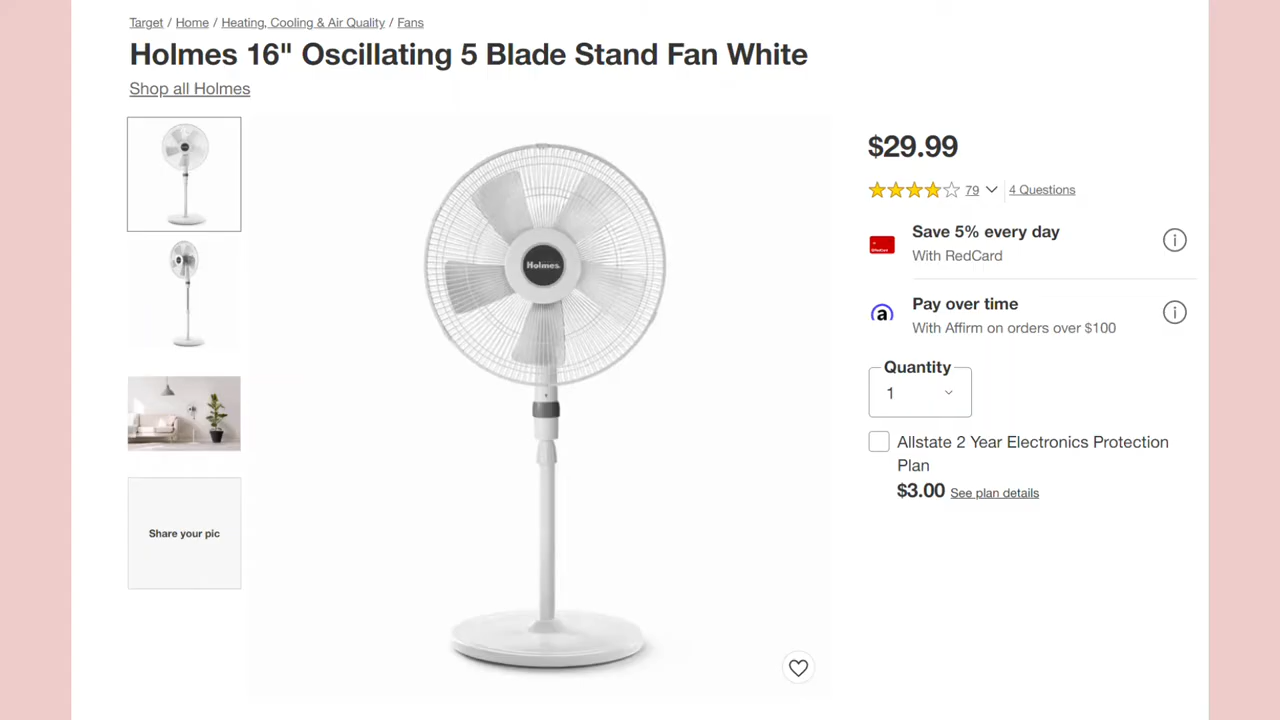 Target / Home / Heating, Cooling & Air Quality / Fans
Holmes 16" Oscillating 5 Blade Stand Fan White
Shop all Holmes
Holmes
$29.99
79
4 Questions
Save 5% every day
With RedCard
a
Pay over time
With Affirm on orders over $100
Quantity
1
Allstate 2 Year Electronics Protection
Plan
$3.00 See plan details
Share your pic